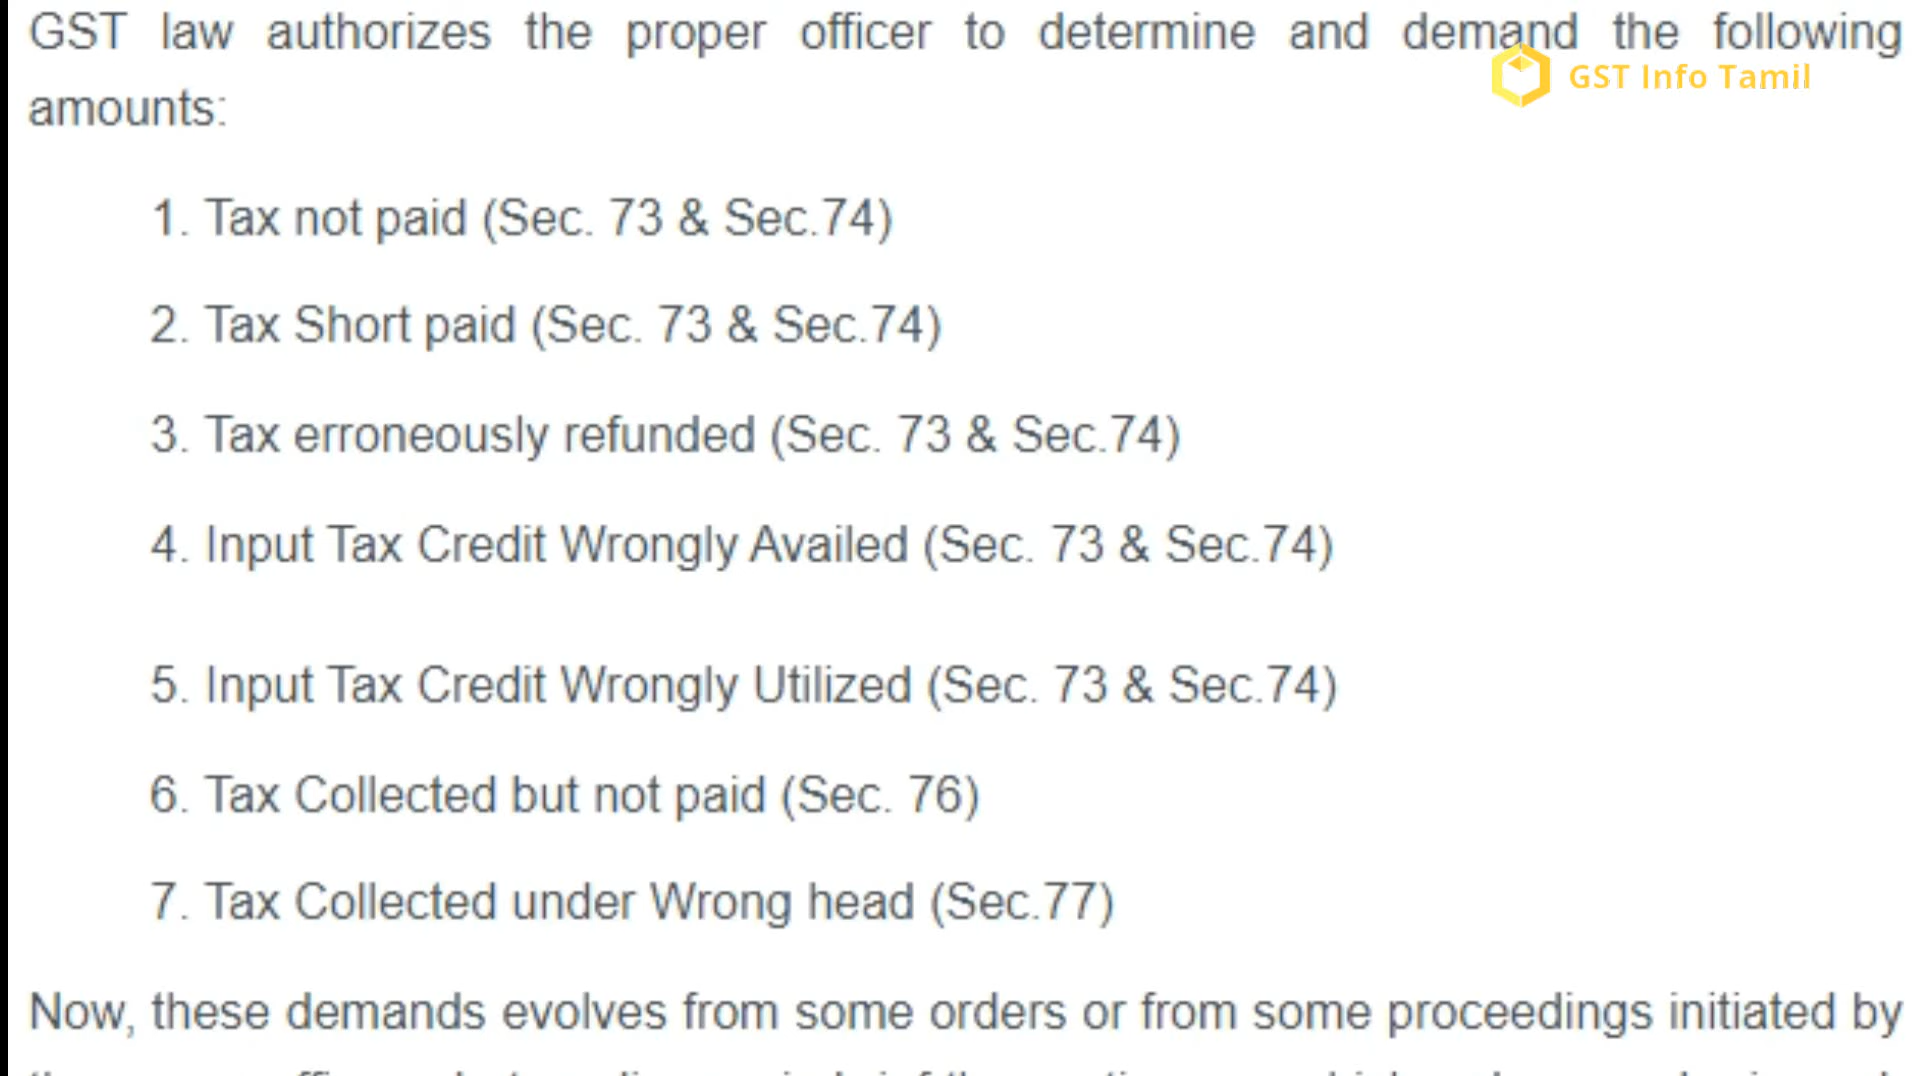 GST law authorizes the proper officer to determine and demand the following
GST Info Tamil
amounts:
1. Tax not paid (Sec. 73 & Sec.74)
2. Tax Short paid (Sec. 73 & Sec.74)
3. Tax erroneously refunded (Sec. 73 & Sec.74)
4. Input Tax Credit Wrongly Availed (Sec. 73 & Sec.74)
5. Input Tax Credit Wrongly Utilized (Sec. 73 & Sec.74)
6. Tax Collected but not paid (Sec. 76)
7. Tax Collected under Wrong head (Sec.77)
Now, these demands evolves from some orders or from some proceedings initiated by